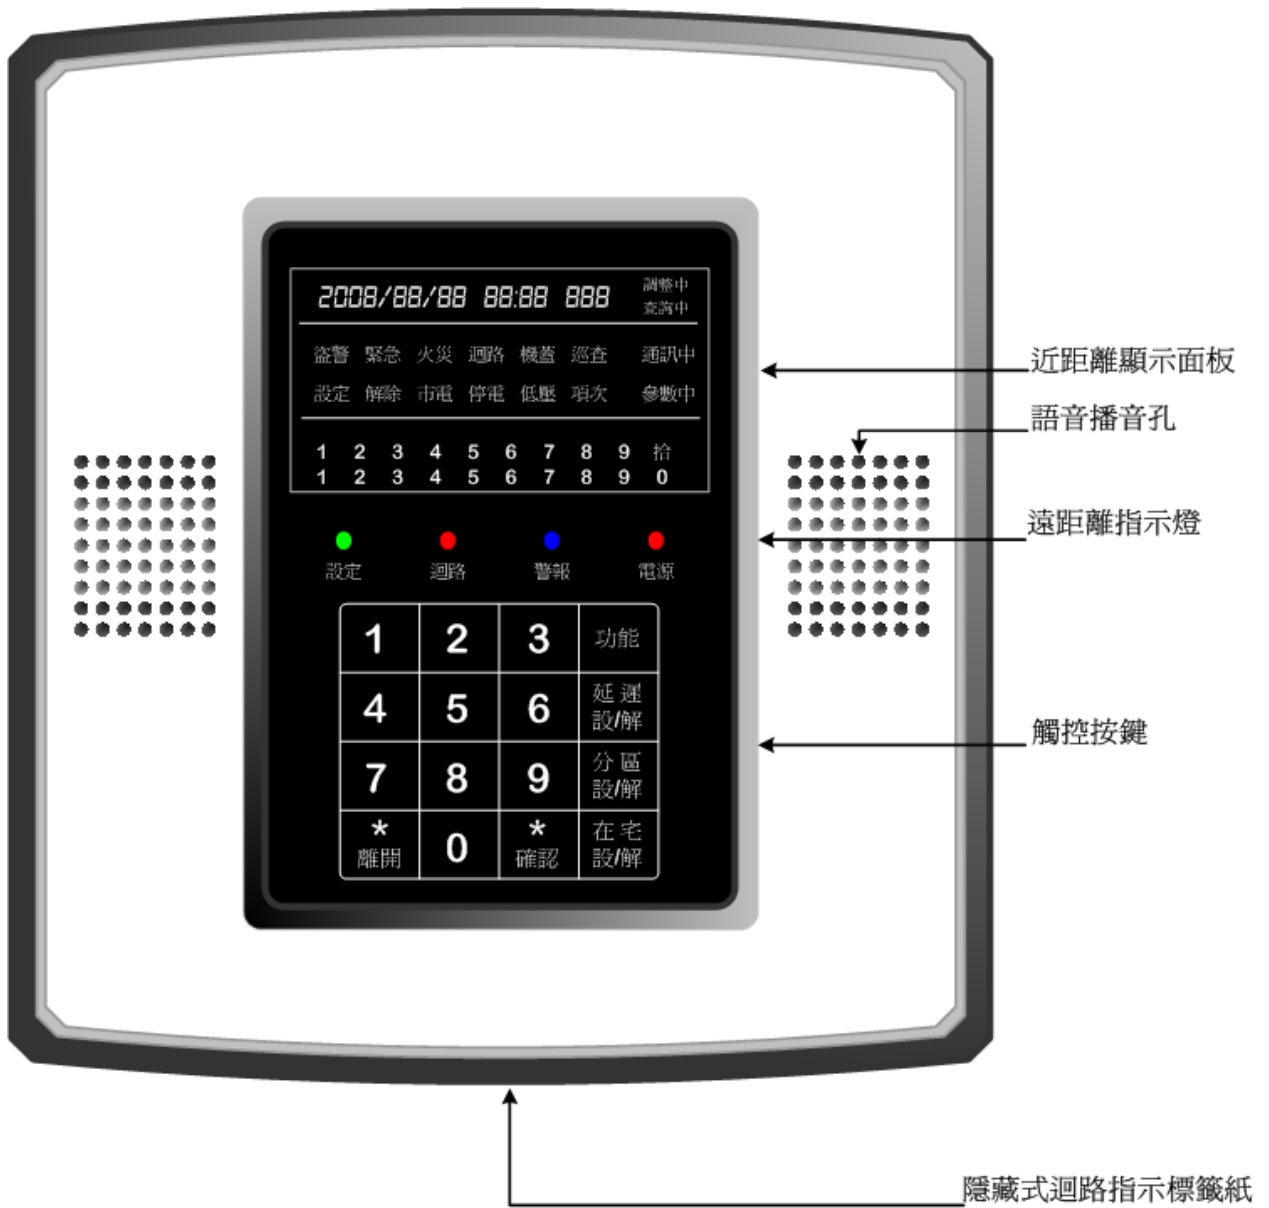 2008/88/88 88:88 888 調整中
查詢中
盜警 緊急 火災 迴路 機蓋 巡查 通訊中
設定 解除 市電 停電 低壓 項次 參數中
1 2 3 4 5 6 7 8 9 拾
1 2 3 4 5 6 7 8 9 0
設定 迴路 警報 電源
1 2 3 功能
4 5 6 延遲
設/解
7 8 9 分區
設/解
* 離開 0 * 確認 在宅
設/解
近距離顯示面板
語音播音孔
遠距離指示燈
觸控按鍵
隱藏式迴路指示標籤紙